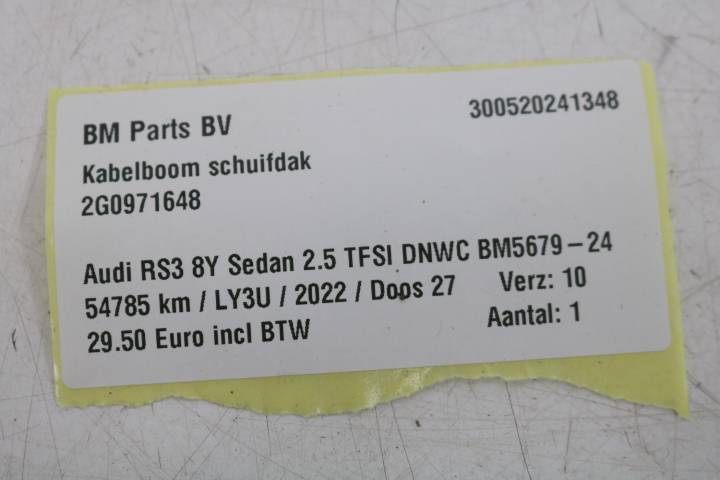 BM Parts BV
300520241348
Kabelboom schuifdak
2G0971648
Audi RS3 8Y Sedan 2.5 TFSI DNWC BM5679-24
54785 km / LY3U / 2022 / Doos 27 Verz: 10
29.50 Euro incl BTW Aantal: 1